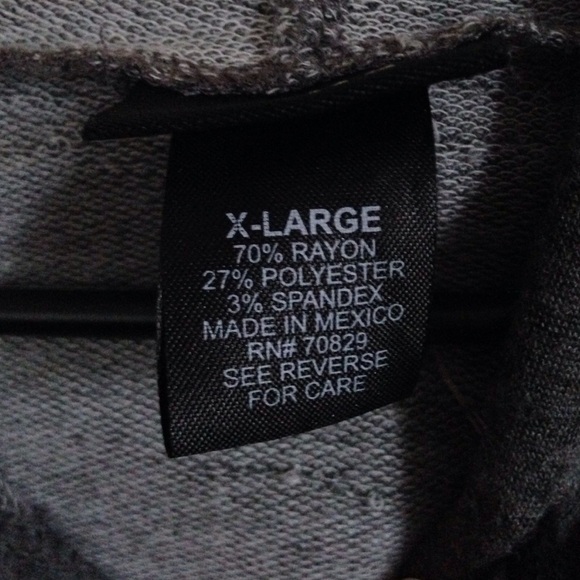 X-LARGE
70% RAYON
27% POLYESTER
3% SPANDEX
MADE IN MEXICO
RN# 70829
SEE REVERSE
FOR CARE